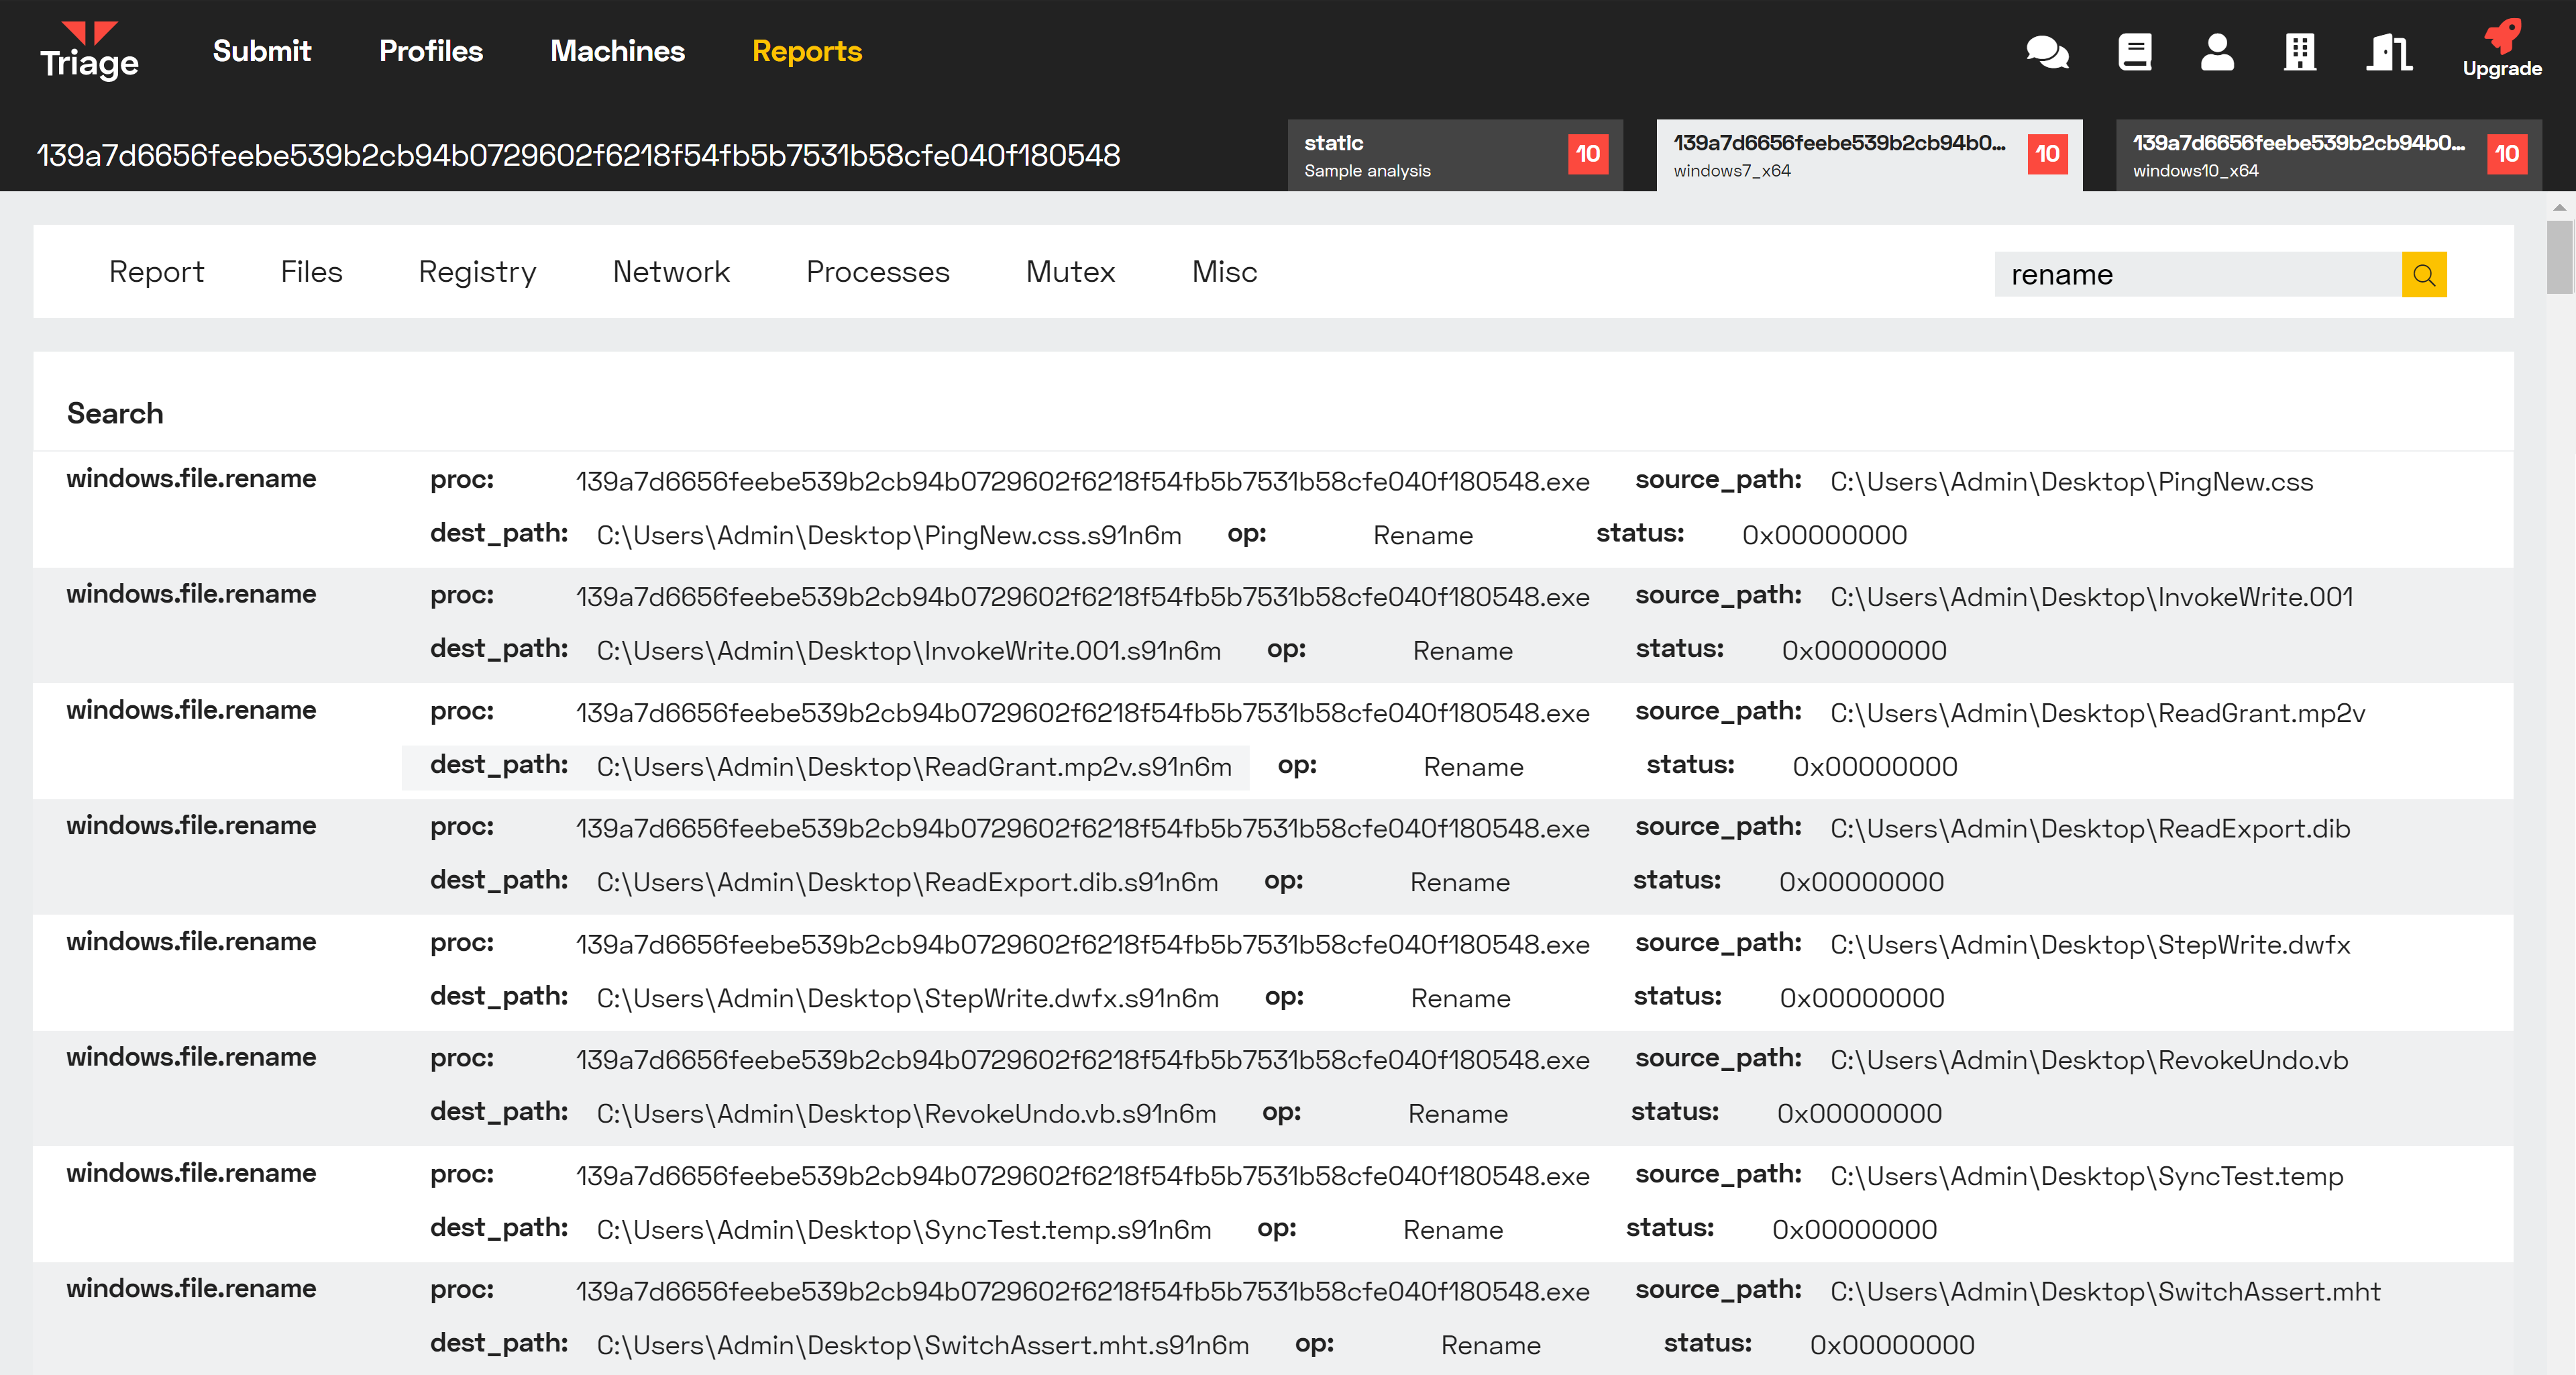 Triage Submit Profiles Machines Reports Upgrade
139a7d6656feebe539b2cb94b0729602f6218f54fb5b7531b58cfe040f180548
static 10
Sample analysis
139a7d6656feebe539b2cb94b0... 10
windows7_x64
139a7d6656feebe539b2cb94b0... 10
windows10_x64
Report Files Registry Network Processes Mutex Misc rename
Search
windows.file.rename proc: 139a7d6656feebe539b2cb94b0729602f6218f54fb5b7531b58cfe040f180548.exe source_path: C:\Users\Admin\Desktop\PingNew.css
dest_path: C:\Users\Admin\Desktop\PingNew.css.s91n6m op: Rename status: 0x00000000
windows.file.rename proc: 139a7d6656feebe539b2cb94b0729602f6218f54fb5b7531b58cfe040f180548.exe source_path: C:\Users\Admin\Desktop\InvokeWrite.001
dest_path: C:\Users\Admin\Desktop\InvokeWrite.001.s91n6m op: Rename status: 0x00000000
windows.file.rename proc: 139a7d6656feebe539b2cb94b0729602f6218f54fb5b7531b58cfe040f180548.exe source_path: C:\Users\Admin\Desktop\ReadGrant.mp2v
dest_path: C:\Users\Admin\Desktop\ReadGrant.mp2v.s91n6m op: Rename status: 0x00000000
windows.file.rename proc: 139a7d6656feebe539b2cb94b0729602f6218f54fb5b7531b58cfe040f180548.exe source_path: C:\Users\Admin\Desktop\ReadExport.dib
dest_path: C:\Users\Admin\Desktop\ReadExport.dib.s91n6m op: Rename status: 0x00000000
windows.file.rename proc: 139a7d6656feebe539b2cb94b0729602f6218f54fb5b7531b58cfe040f180548.exe source_path: C:\Users\Admin\Desktop\StepWrite.dwfx
dest_path: C:\Users\Admin\Desktop\StepWrite.dwfx.s91n6m op: Rename status: 0x00000000
windows.file.rename proc: 139a7d6656feebe539b2cb94b0729602f6218f54fb5b7531b58cfe040f180548.exe source_path: C:\Users\Admin\Desktop\RevokeUndo.vb
dest_path: C:\Users\Admin\Desktop\RevokeUndo.vb.s91n6m op: Rename status: 0x00000000
windows.file.rename proc: 139a7d6656feebe539b2cb94b0729602f6218f54fb5b7531b58cfe040f180548.exe source_path: C:\Users\Admin\Desktop\SyncTest.temp
dest_path: C:\Users\Admin\Desktop\SyncTest.temp.s91n6m op: Rename status: 0x00000000
windows.file.rename proc: 139a7d6656feebe539b2cb94b0729602f6218f54fb5b7531b58cfe040f180548.exe source_path: C:\Users\Admin\Desktop\SwitchAssert.mht
dest_path: C:\Users\Admin\Desktop\SwitchAssert.mht.s91n6m op: Rename status: 0x00000000